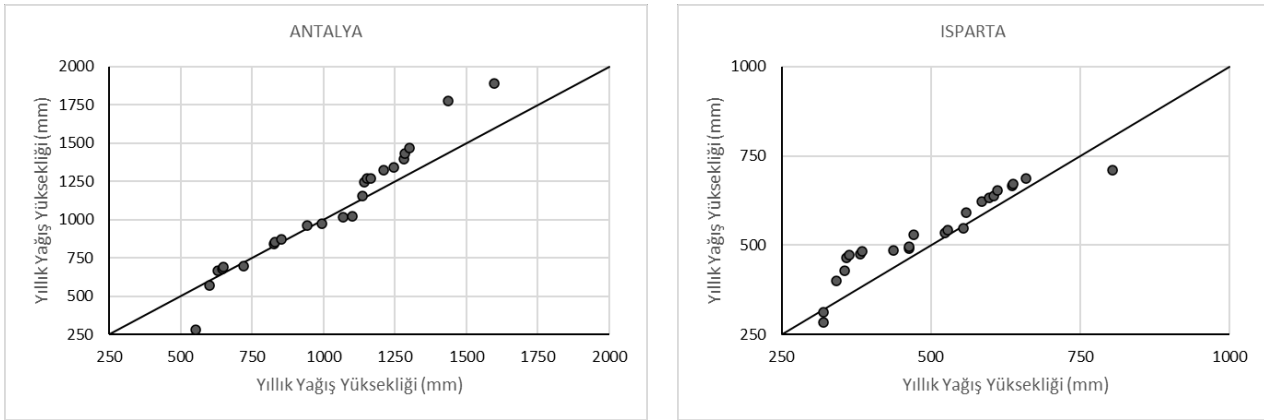 ANTALYA
Yıllık Yağış Yüksekliği (mm)
2000
1750
1500
1250
1000
750
500
250
250 500 750 1000 1250 1500 1750 2000
Yıllık Yağış Yüksekliği (mm)
ISPARTA
Yıllık Yağış Yüksekliği (mm)
1000
750
500
250
250 500 750 1000
Yıllık Yağış Yüksekliği (mm)